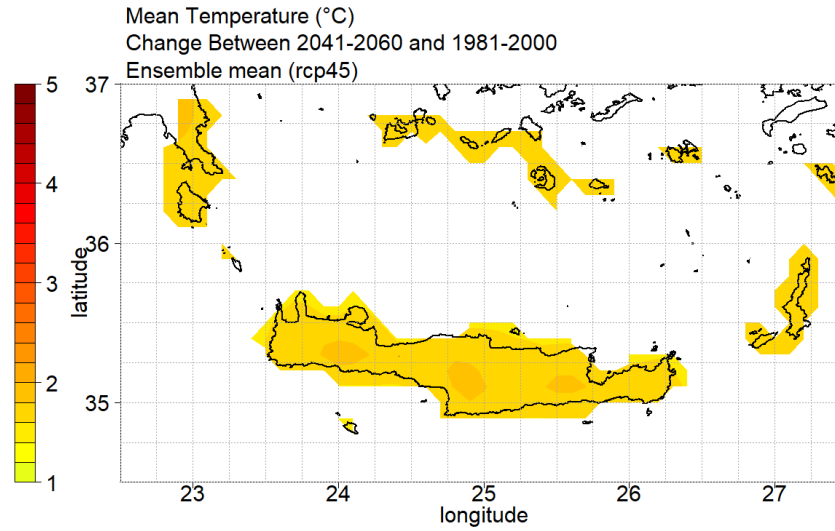 Mean Temperature (°C)
Change Between 2041-2060 and 1981-2000
Ensemble mean (rcp45)
5
4
3
2
1
latitude
37
36
35
23
24
25
26
27
longitude